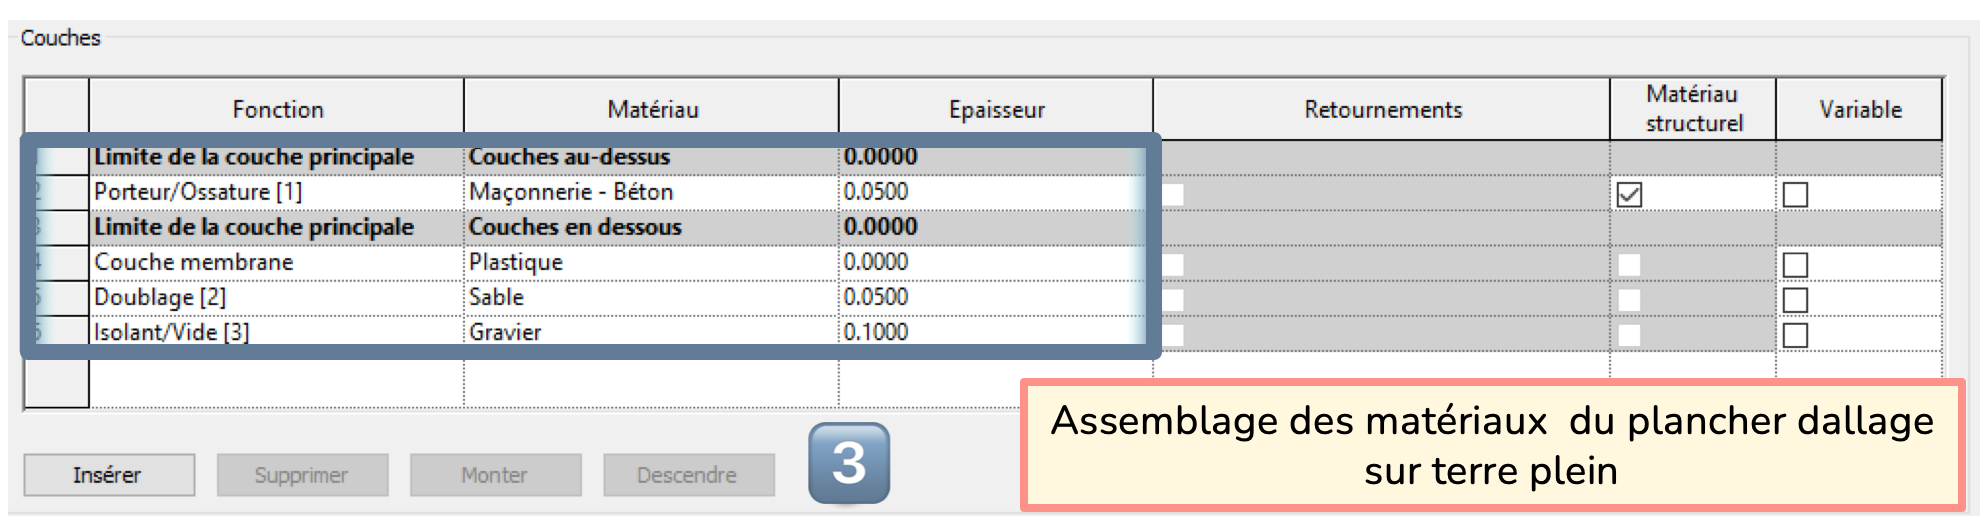 Couches
Fonction Matériau Epaisseur Retournements Matériau structurel Variable
1 Limite de la couche principale Couches au-dessus 0.0000
2 Porteur/Ossature [1] Maçonnerie - Béton 0.0500
3 Limite de la couche principale Couches en dessous 0.0000
4 Couche membrane Plastique 0.0000
5 Doublage [2] Sable 0.0500
6 Isolant/Vide [3] Gravier 0.1000
Insérer Supprimer Monter Descendre 3
Assemblage des matériaux du plancher dallage
sur terre plein